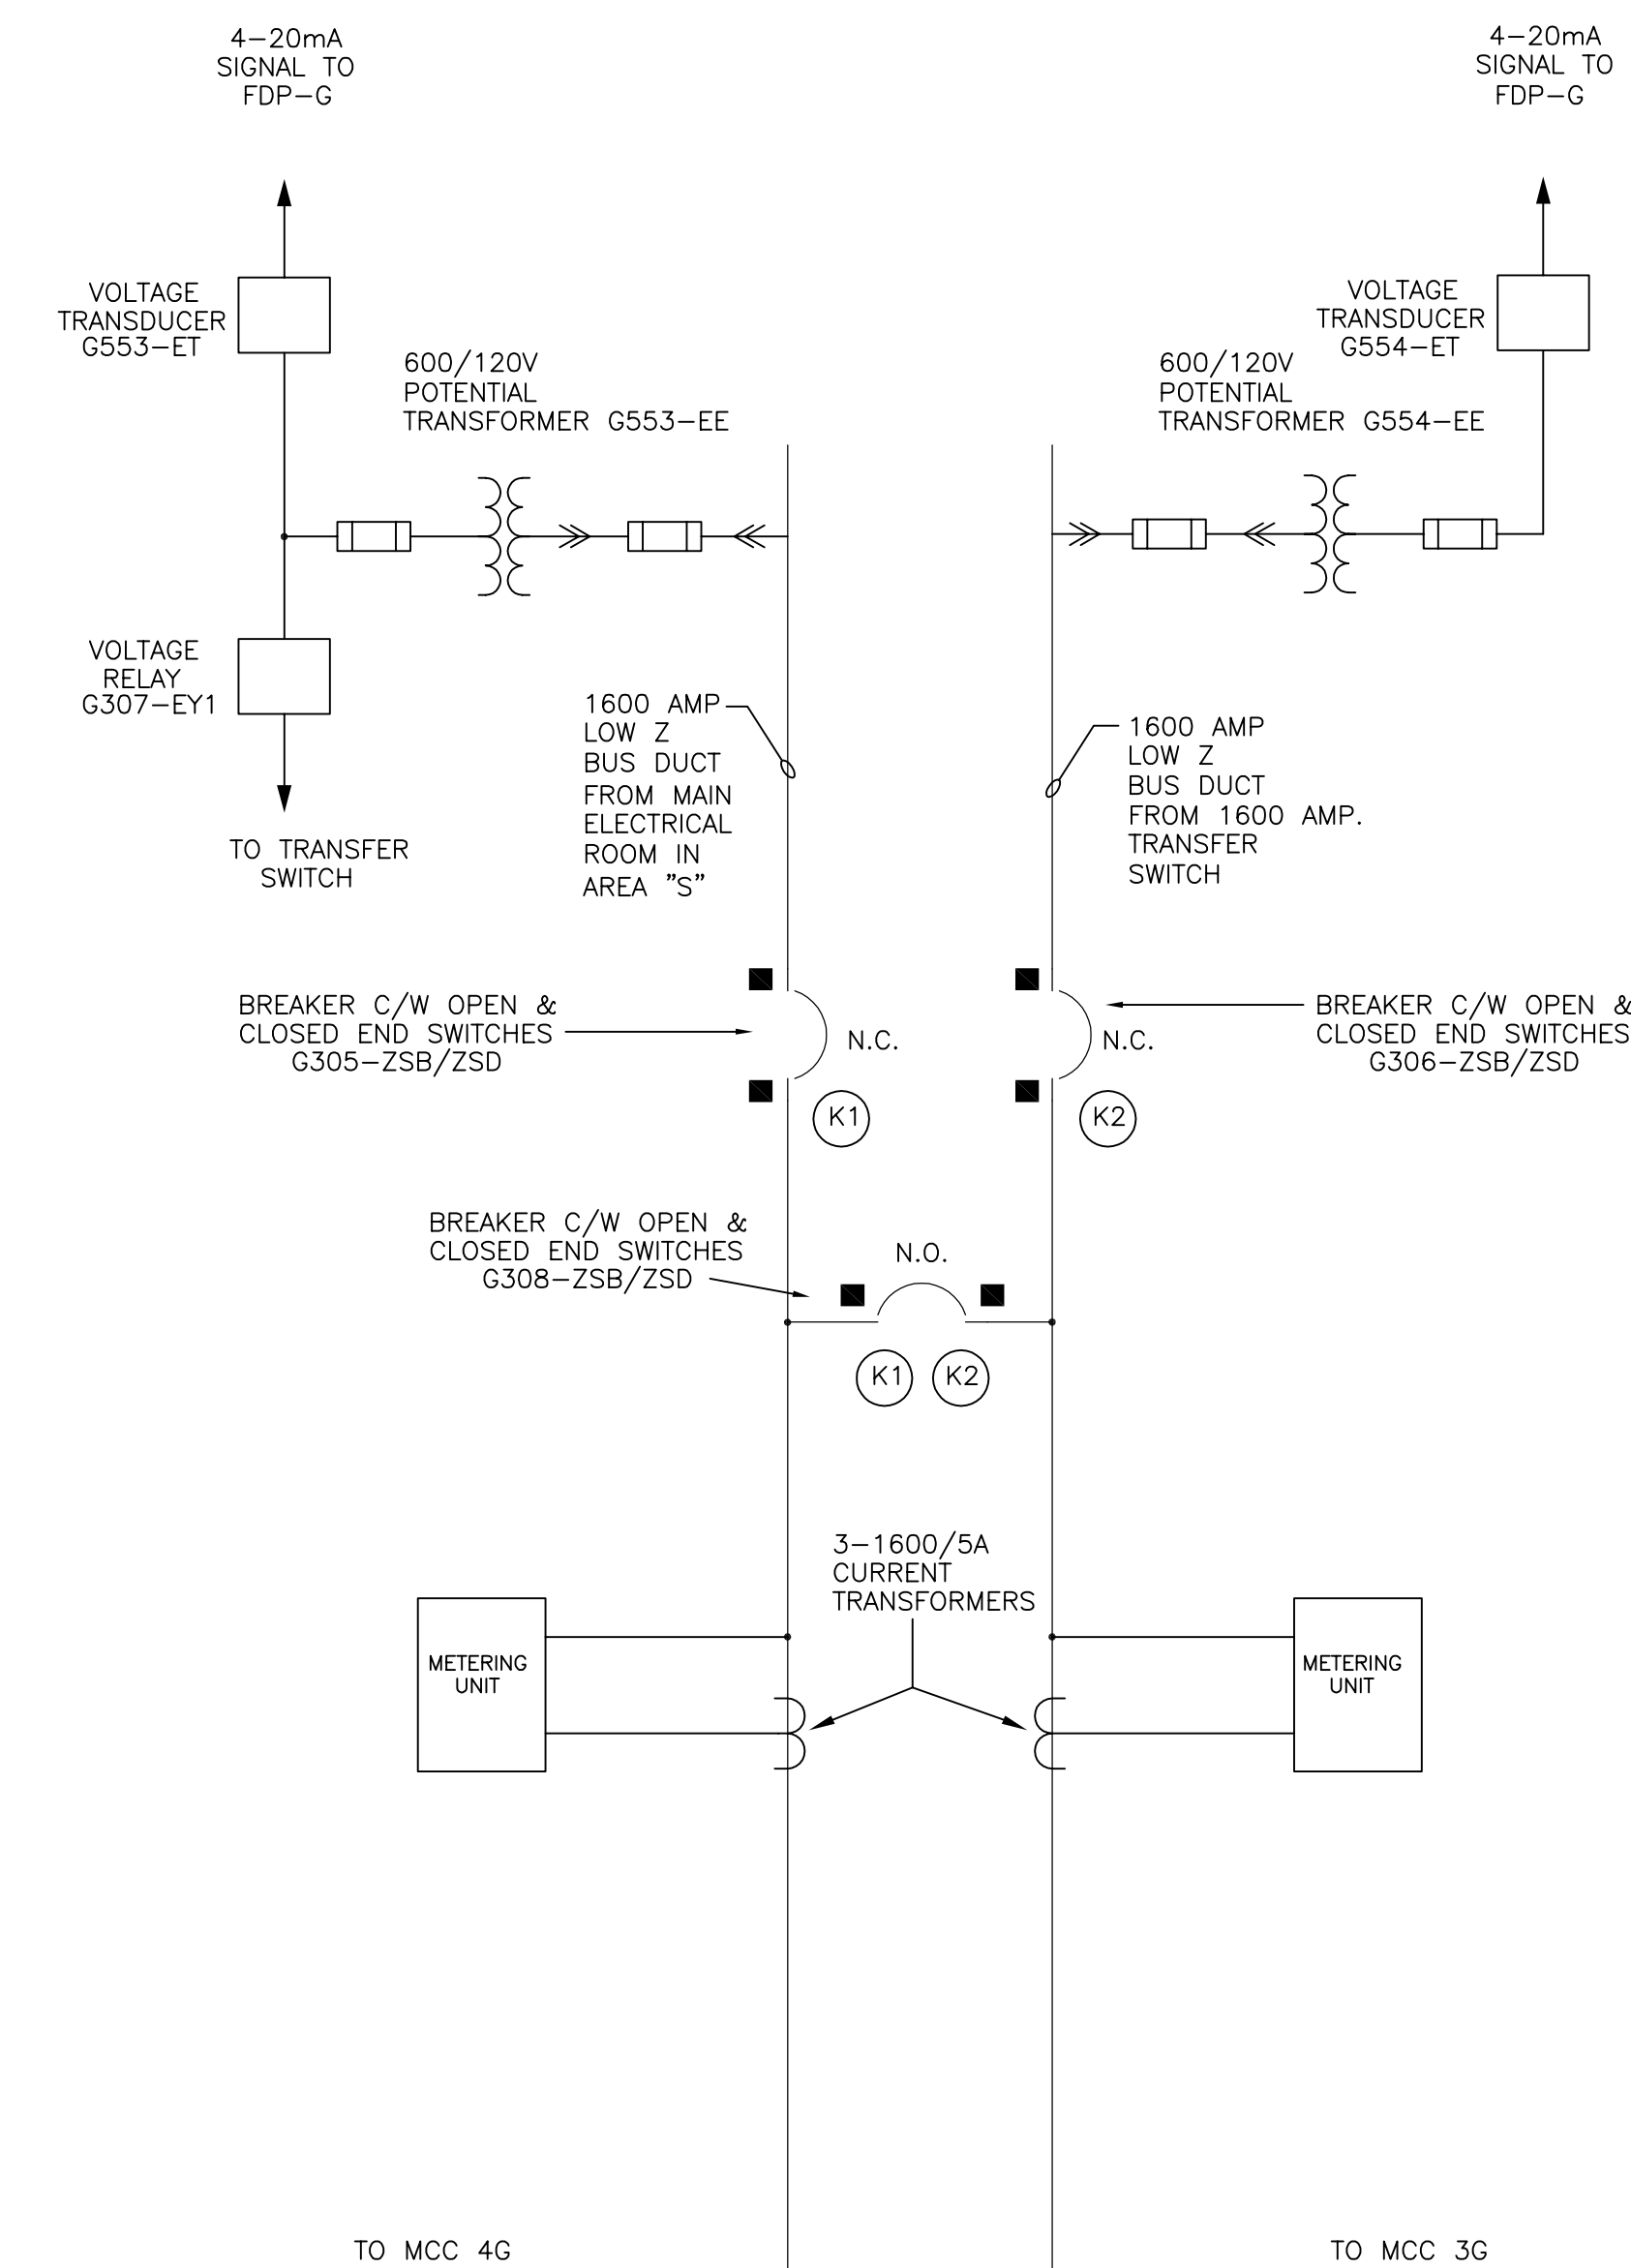 4-20mA
SIGNAL TO
FDP-G
4-20mA
SIGNAL TO
FDP-G
VOLTAGE
TRANSDUCER
G553-ET
VOLTAGE
TRANSDUCER
G554-ET
600/120V
POTENTIAL
TRANSFORMER G553-EE
600/120V
POTENTIAL
TRANSFORMER G554-EE
VOLTAGE
RELAY
G307-EY1
TO TRANSFER
SWITCH
1600 AMP
LOW Z
BUS DUCT
FROM MAIN
ELECTRICAL
ROOM IN
AREA "S"
1600 AMP
LOW Z
BUS DUCT
FROM 1600 AMP.
TRANSFER
SWITCH
BREAKER C/W OPEN &
CLOSED END SWITCHES
G305-ZSB/ZSD
N.C.
K1
N.C.
K2
BREAKER C/W OPEN &
CLOSED END SWITCHES
G306-ZSB/ZSD
BREAKER C/W OPEN &
CLOSED END SWITCHES
G308-ZSB/ZSD
N.O.
K1 K2
3-1600/5A
CURRENT
TRANSFORMERS
METERING
UNIT
METERING
UNIT
TO MCC 4G
TO MCC 3G